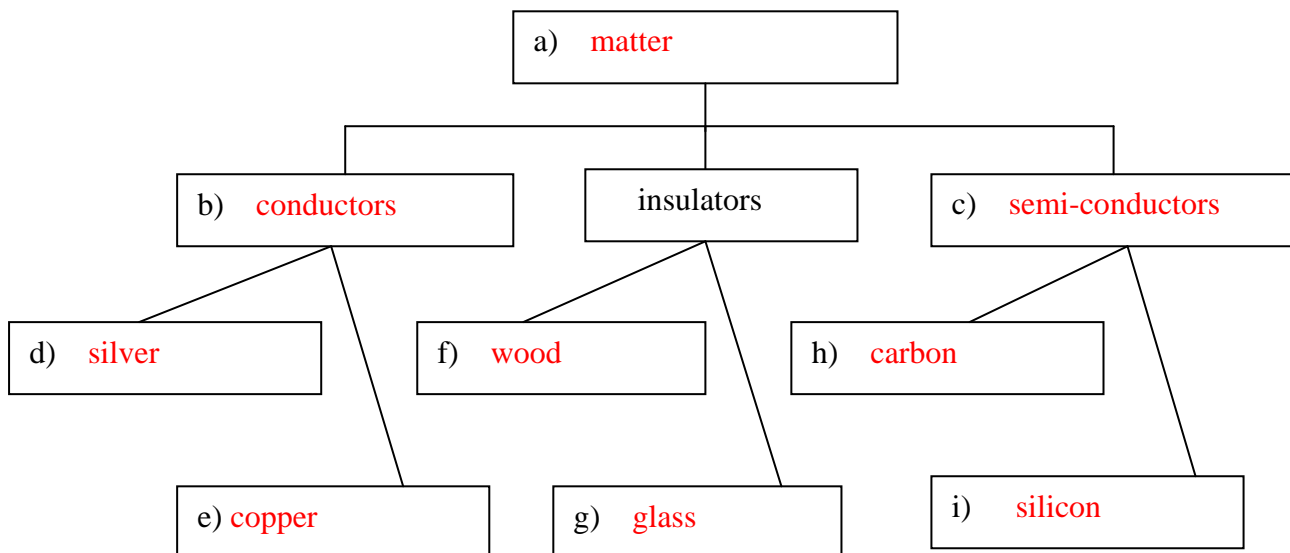 a) matter
b) conductors
insulators
c) semi-conductors
d) silver
f) wood
h) carbon
e) copper
g) glass
i) silicon